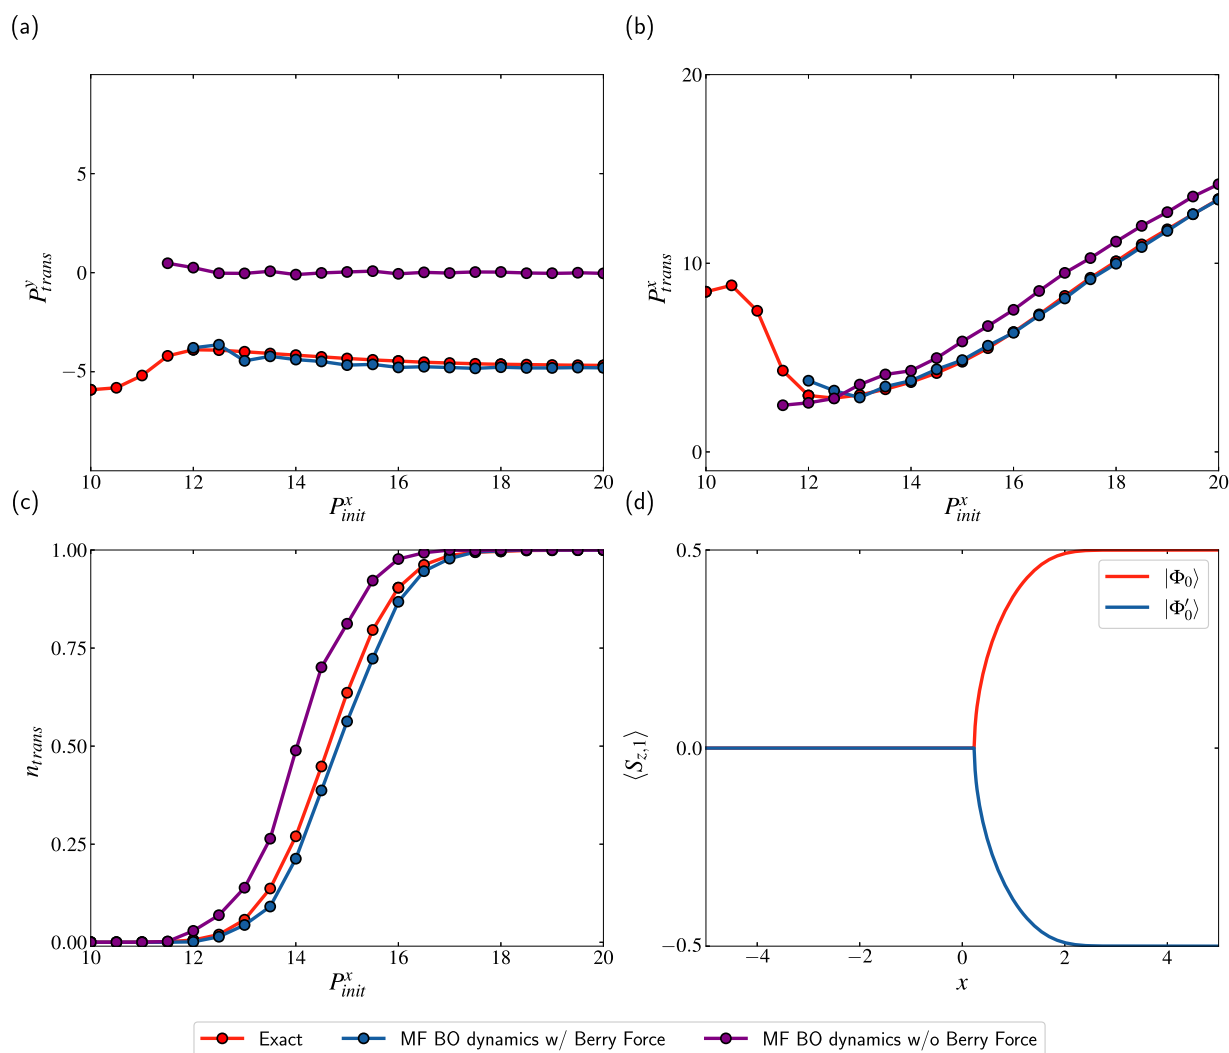 (a)
5
0
−5
10 12 14 16 18 20
P^y_trans
P^x_init
(b)
20
10
0
10 12 14 16 18 20
P^x_trans
P^x_init
(c)
1.00
0.75
0.50
0.25
0.00
10 12 14 16 18 20
n_trans
P^x_init
(d)
0.5
0.0
−0.5
−4 −2 0 2 4
⟨S_{z,1}⟩
x
|Φ₀⟩
|Φ′₀⟩
Exact MF BO dynamics w/ Berry Force MF BO dynamics w/o Berry Force